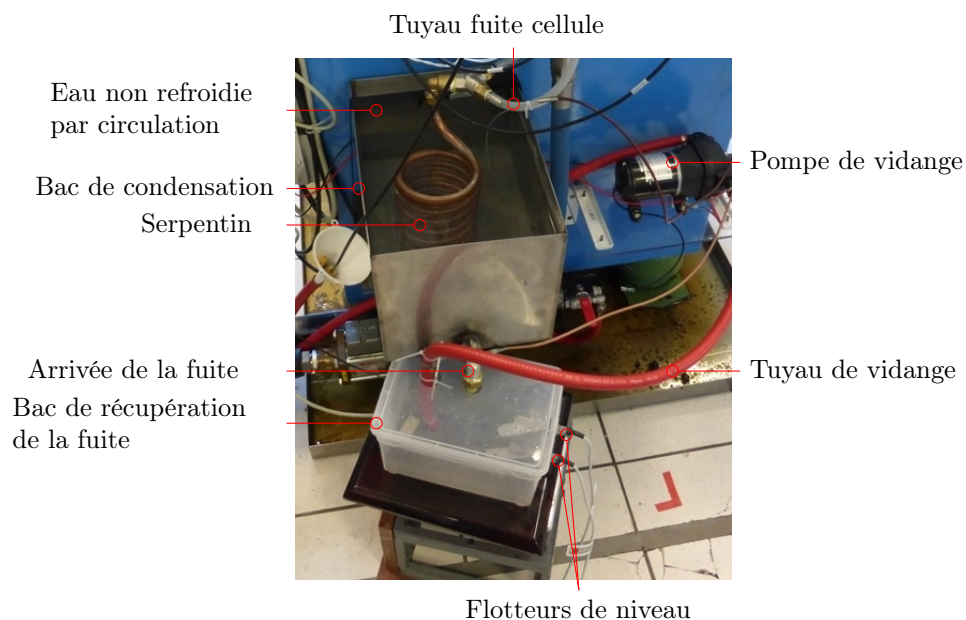 Tuyau fuite cellule
Eau non refroidie
par circulation
Bac de condensation
Serpentin
Pompe de vidange
Arrivée de la fuite
Bac de récupération
de la fuite
Tuyau de vidange
Flotteurs de niveau